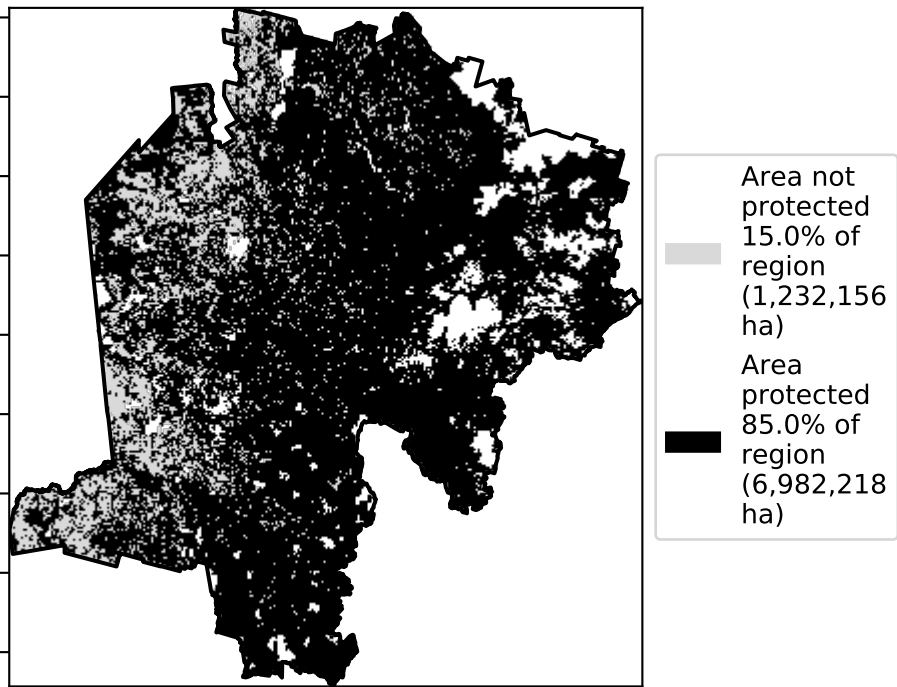 Area not
protected
15.0% of
region
(1,232,156
ha)
Area
protected
85.0% of
region
(6,982,218
ha)